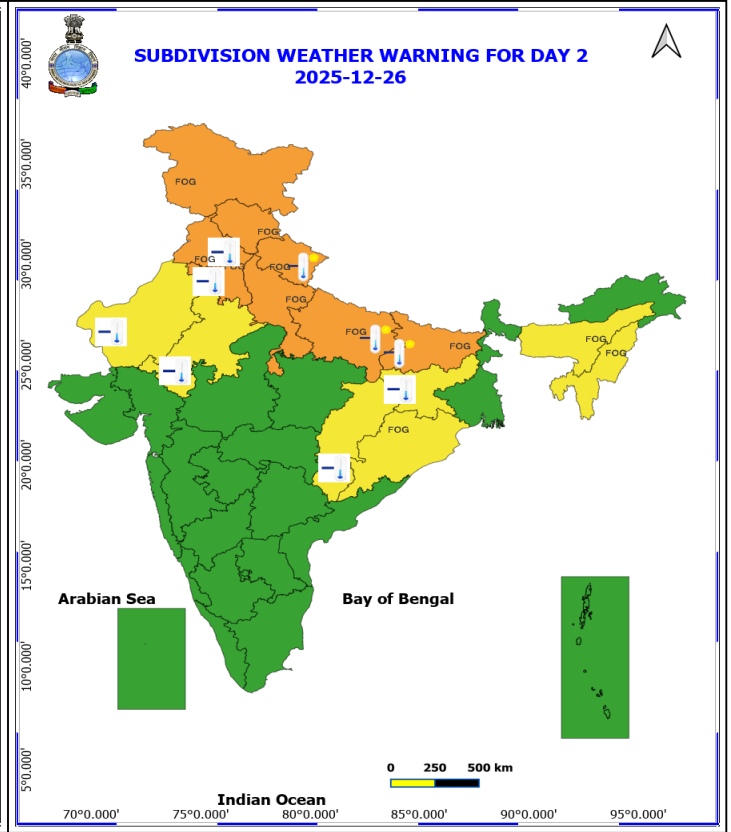 SUBDIVISION WEATHER WARNING FOR DAY 2
2025-12-26
40°0.000'
35°0.000'
30°0.000'
25°0.000'
20°0.000'
15°0.000'
10°0.000'
5°0.000'
FOG
FOG
FOG
FOG
FOG
FOG
FOG
FOG
FOG
FOG
Arabian Sea
Bay of Bengal
0 250 500 km
Indian Ocean
70°0.000' 75°0.000' 80°0.000' 85°0.000' 90°0.000' 95°0.000'